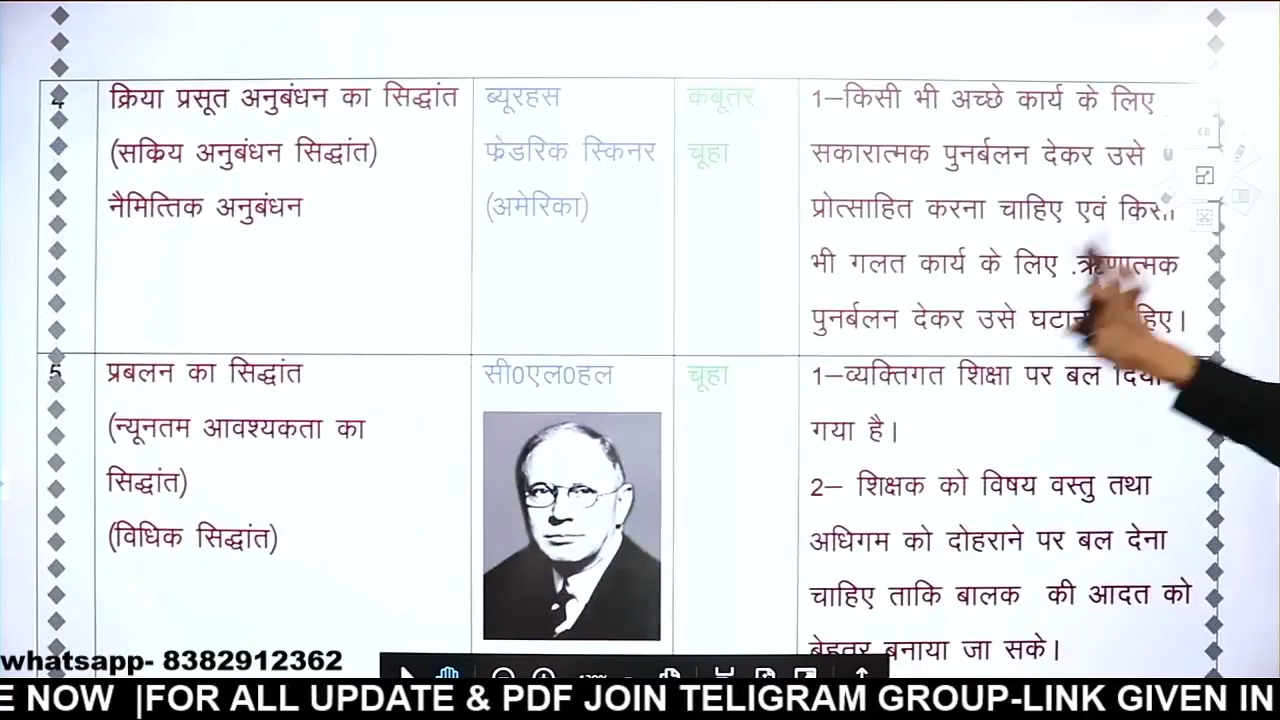 4
क्रिया प्रसूत अनुबंधन का सिद्धांत
(सक्रिय अनुबंधन सिद्धांत)
नैमित्तिक अनुबंधन
ब्यूरहस
फ्रेडरिक स्किनर
(अमेरिका)
कबूतर
चूहा
1–किसी भी अच्छे कार्य के लिए
सकारात्मक पुनर्बलन देकर उसे
प्रोत्साहित करना चाहिए एवं
भी गलत कार्य के लिए .ऋणात्मक
पुनर्बलन देकर उसे
5
प्रबलन का सिद्धांत
(न्यूनतम आवश्यकता का
सिद्धांत)
(विधिक सिद्धांत)
सी0एल0हल
चूहा
1–व्यक्तिगत शिक्षा पर बल
गया है।
2– शिक्षक को विषय वस्तु तथा
अधिगम को दोहराने पर बल देना
चाहिए ताकि बालक की आदत को
बेहतर बनाया जा सके।
whatsapp- 8382912362
E NOW |FOR ALL UPDATE & PDF JOIN TELIGRAM GROUP-LINK GIVEN IN